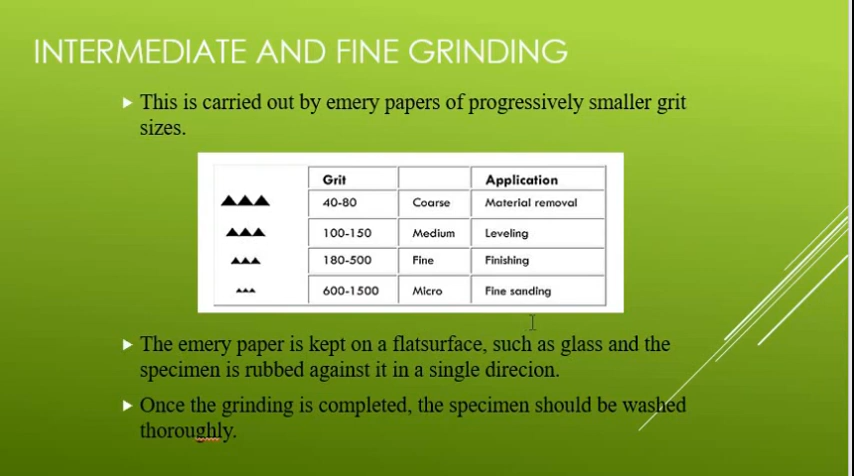 INTERMEDIATE AND FINE GRINDING
This is carried out by emery papers of progressively smaller grit
sizes.
Grit Application
40-80 Coarse Material removal
100-150 Medium Leveling
180-500 Fine Finishing
600-1500 Micro Fine sanding
The emery paper is kept on a flatsurface, such as glass and the
specimen is rubbed against it in a single direcion.
Once the grinding is completed, the specimen should be washed
thoroughly.